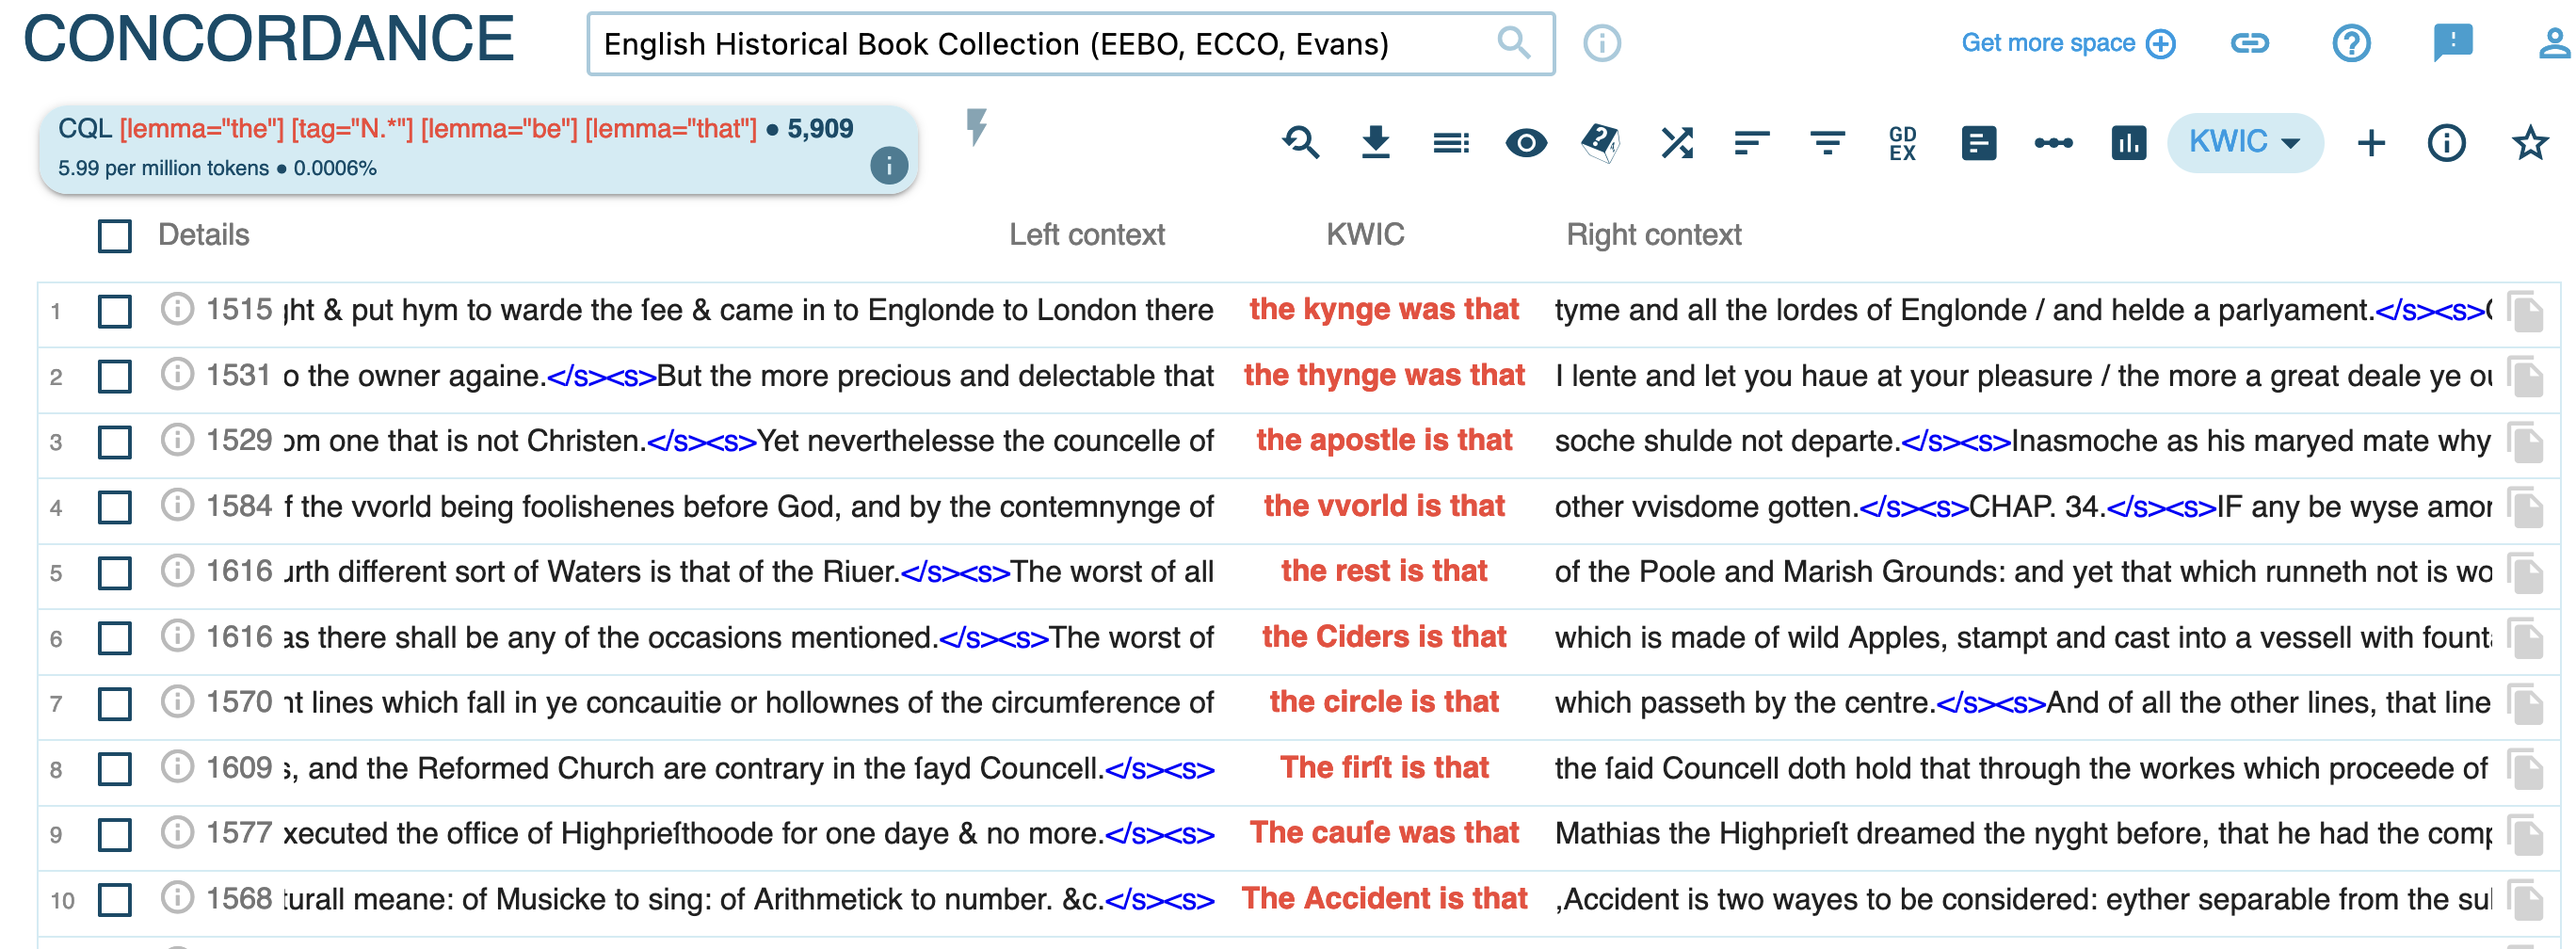 CONCORDANCE English Historical Book Collection (EEBO, ECCO, Evans) Get more space
CQL [lemma="the"] [tag="N.*"] [lemma="be"] [lemma="that"] • 5,909
5.99 per million tokens • 0.0006%
GDEX KWIC
Details Left context KWIC Right context
1 1515 ght & put hym to warde the ſee & came in to Englonde to London there the kynge was that tyme and all the lordes of Englonde / and helde a parlyament.</s><s>
2 1531 o the owner againe.</s><s>But the more precious and delectable that the thynge was that I lente and let you haue at your pleasure / the more a great deale ye
3 1529 om one that is not Christen.</s><s>Yet neverthelesse the councelle of the apostle is that soche shulde not departe.</s><s>Inasmoche as his maryed mate why
4 1584 f the vvorld being foolishenes before God, and by the contemnynge of the vvorld is that other vvisdome gotten.</s><s>CHAP. 34.</s><s>IF any be wyse amor
5 1616 urth different sort of Waters is that of the Riuer.</s><s>The worst of all the rest is that of the Poole and Marish Grounds: and yet that which runneth not is wo
6 1616 as there shall be any of the occasions mentioned.</s><s>The worst of the Ciders is that which is made of wild Apples, stampt and cast into a vessell with fount
7 1570 nt lines which fall in ye concauitie or hollownes of the circumference of the circle is that which passeth by the centre.</s><s>And of all the other lines, that line
8 1609 s, and the Reformed Church are contrary in the ſayd Councell.</s><s> The firſt is that the ſaid Councell doth hold that through the workes which proceede of
9 1577 xecuted the office of Highprieſthoode for one daye & no more.</s><s> The cauſe was that Mathias the Highprieſt dreamed the nyght before, that he had the comp
10 1568 turall meane: of Musicke to sing: of Arithmetick to number. &c.</s><s> The Accident is that ,Accident is two wayes to be considered: eyther separable from the su